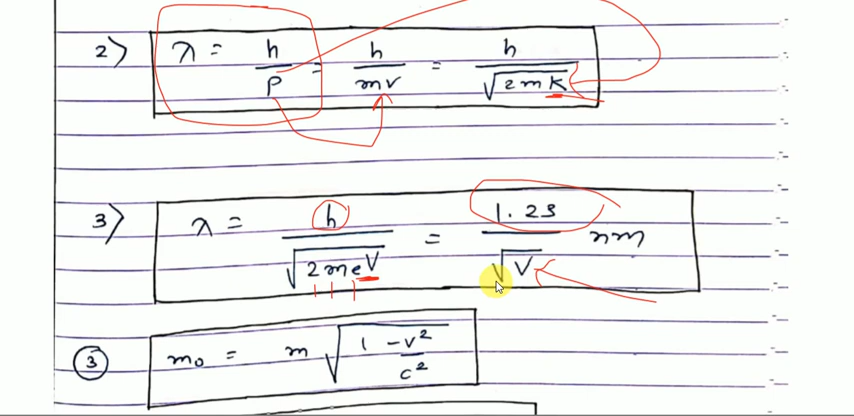 2) λ = h/p = h/mv = h/√2mK
3) λ = h/√2meV = 1.23/√V nm
③ m₀ = m √1-v²/c²